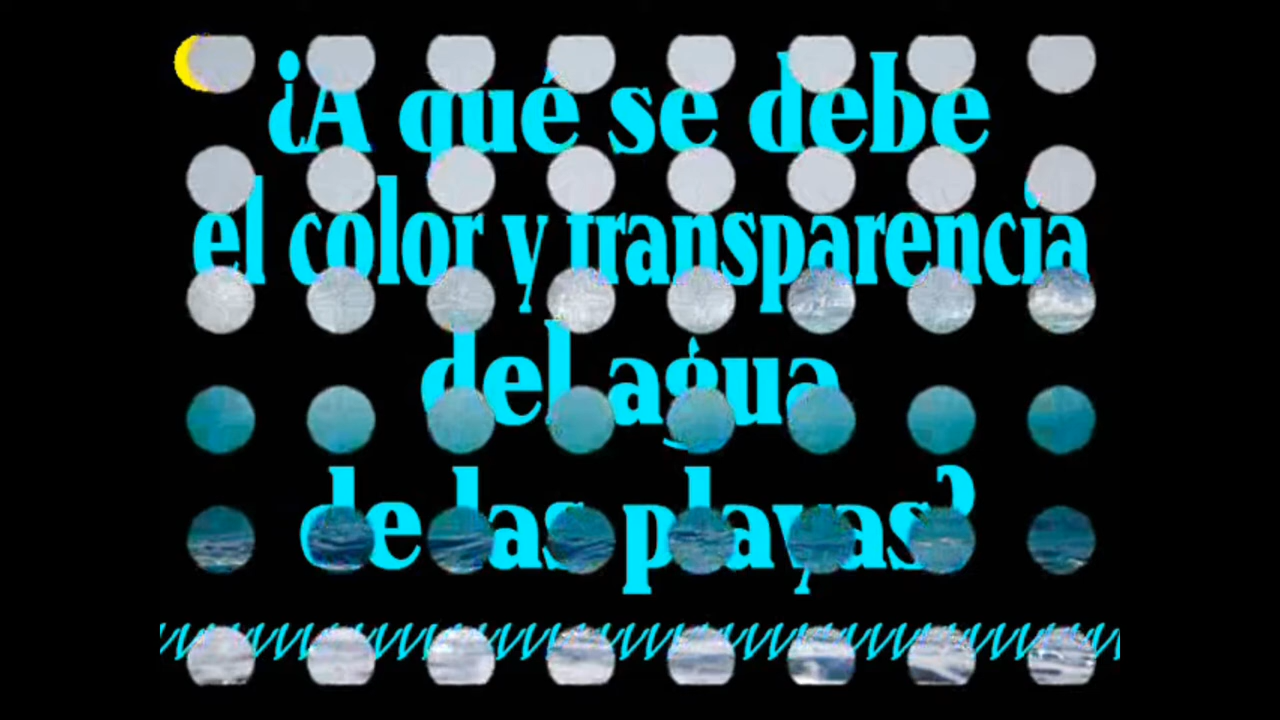 ¿A qué se debe
el color y transparencia
del agua
de las playas?